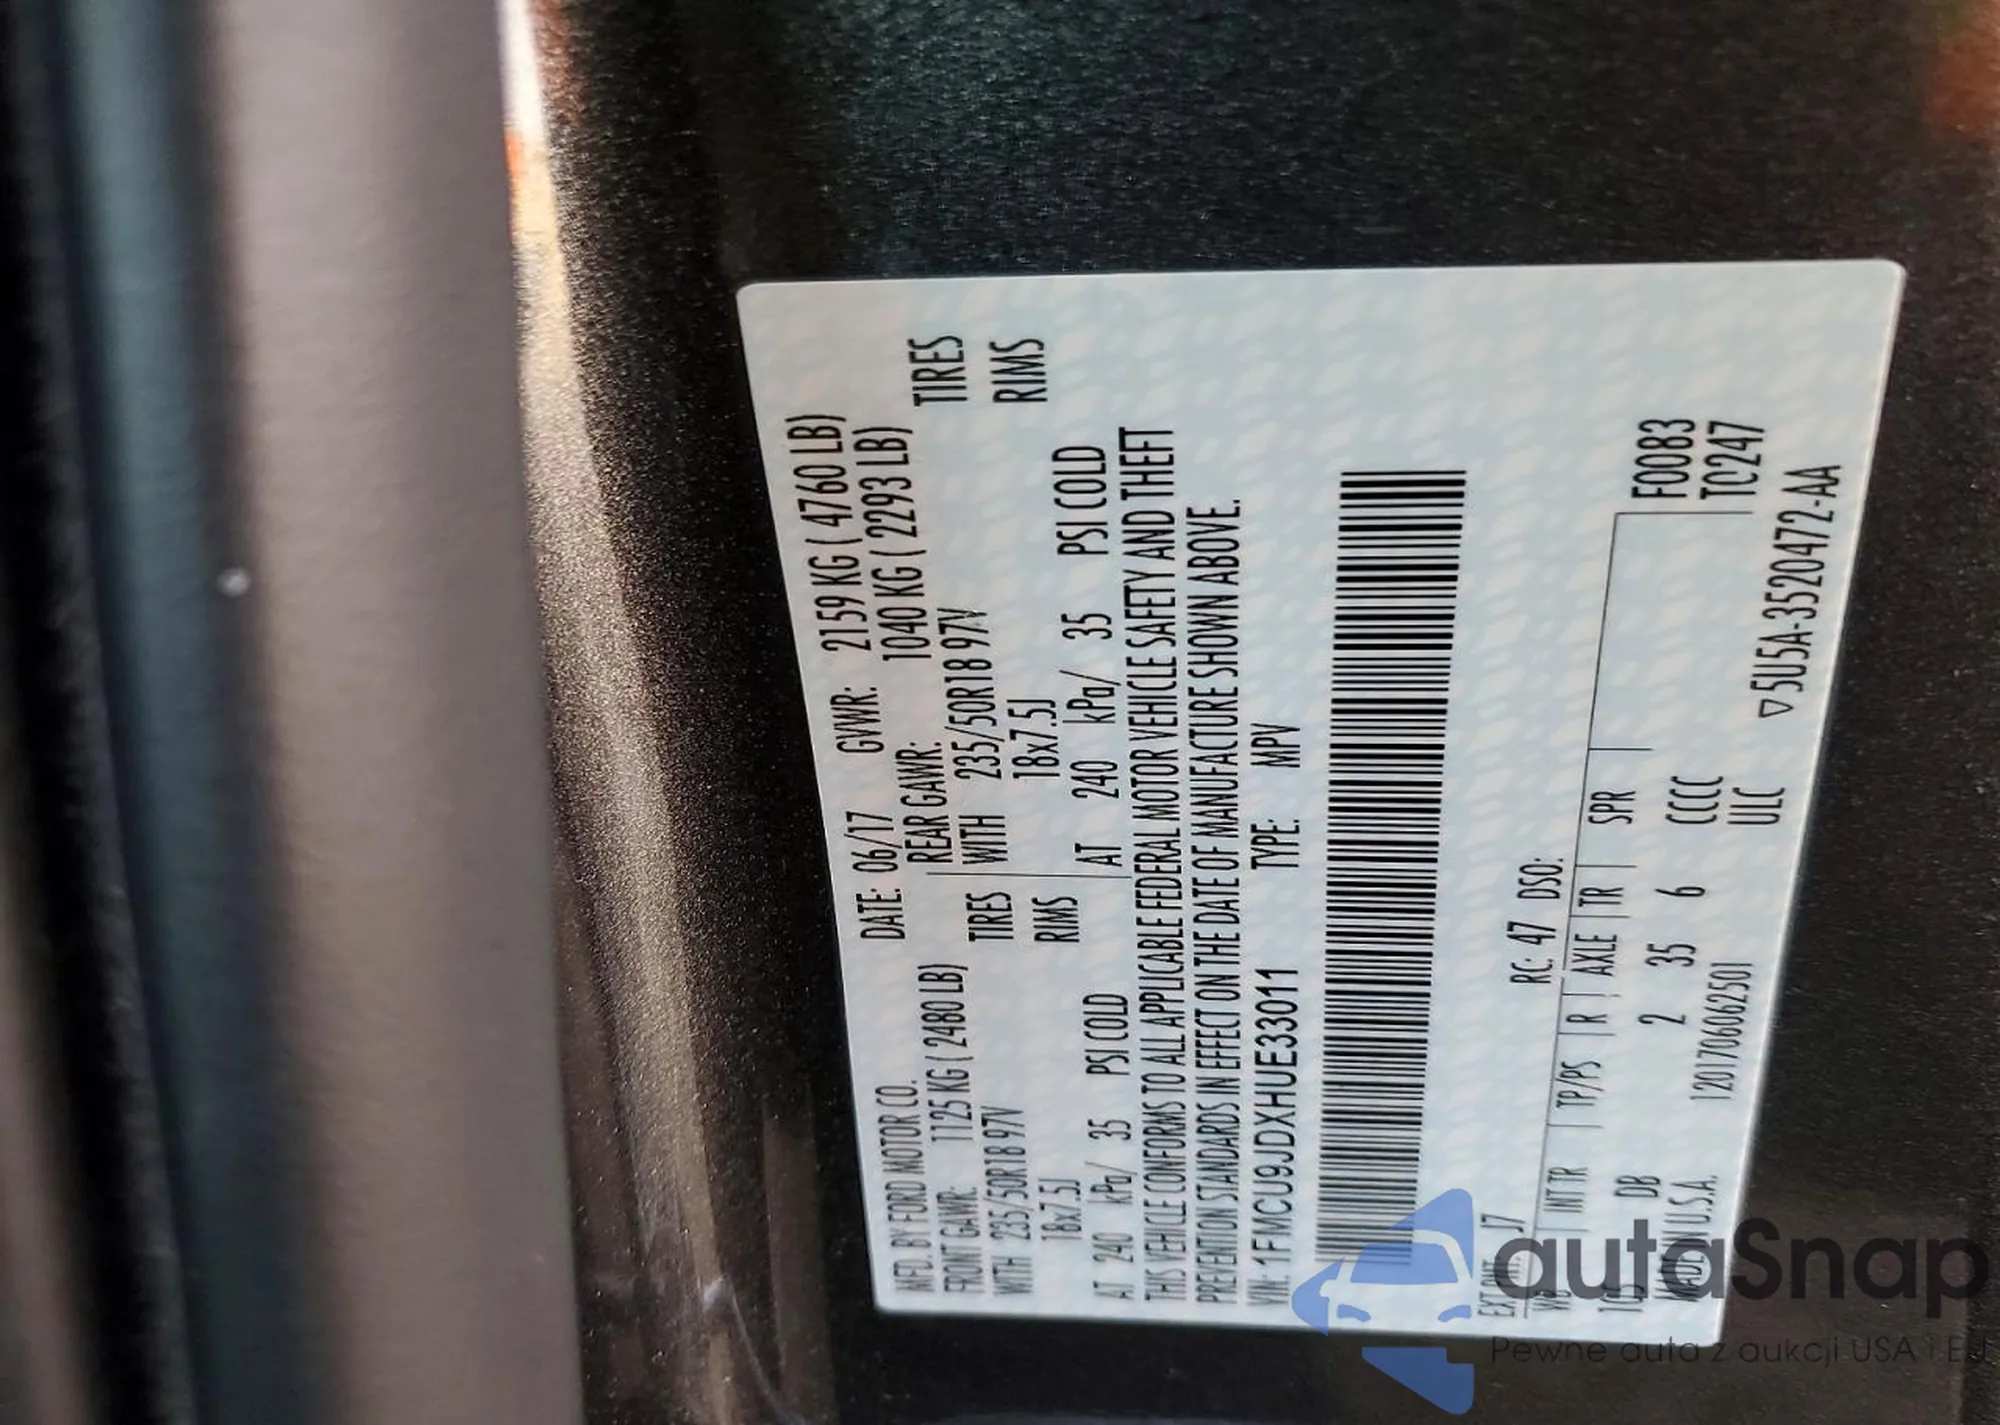 MFD. BY FORD MOTOR CO. DATE: 06/17 GVWR: 2159 KG ( 4760 LB)
FRONT GAWR: 1125 KG ( 2480 LB) REAR GAWR: 1040 KG ( 2293 LB)
WITH 235/50R18 97V TIRES WITH 235/50R18 97V TIRES
18x7.5J RIMS 18x7.5J RIMS
AT 240 kPa/ 35 PSI COLD AT 240 kPa/ 35 PSI COLD
THIS VEHICLE CONFORMS TO ALL APPLICABLE FEDERAL MOTOR VEHICLE SAFETY AND THEFT
PREVENTION STANDARDS IN EFFECT ON THE DATE OF MANUFACTURE SHOWN ABOVE.
VIN: 1FMCU9JDXHUE33011 TYPE: MPV
EXT PNT: J7 RC: 47 DSO:
WB INT TR TP/PS R AXLE TR SPR F00B3
DB 2 35 6 CCCC TC247
MADE IN U.S.A. 1201706062501 ULC
▽5U5A-3520472-AA
autaSnap
Pewne auta z aukcji USA i EU